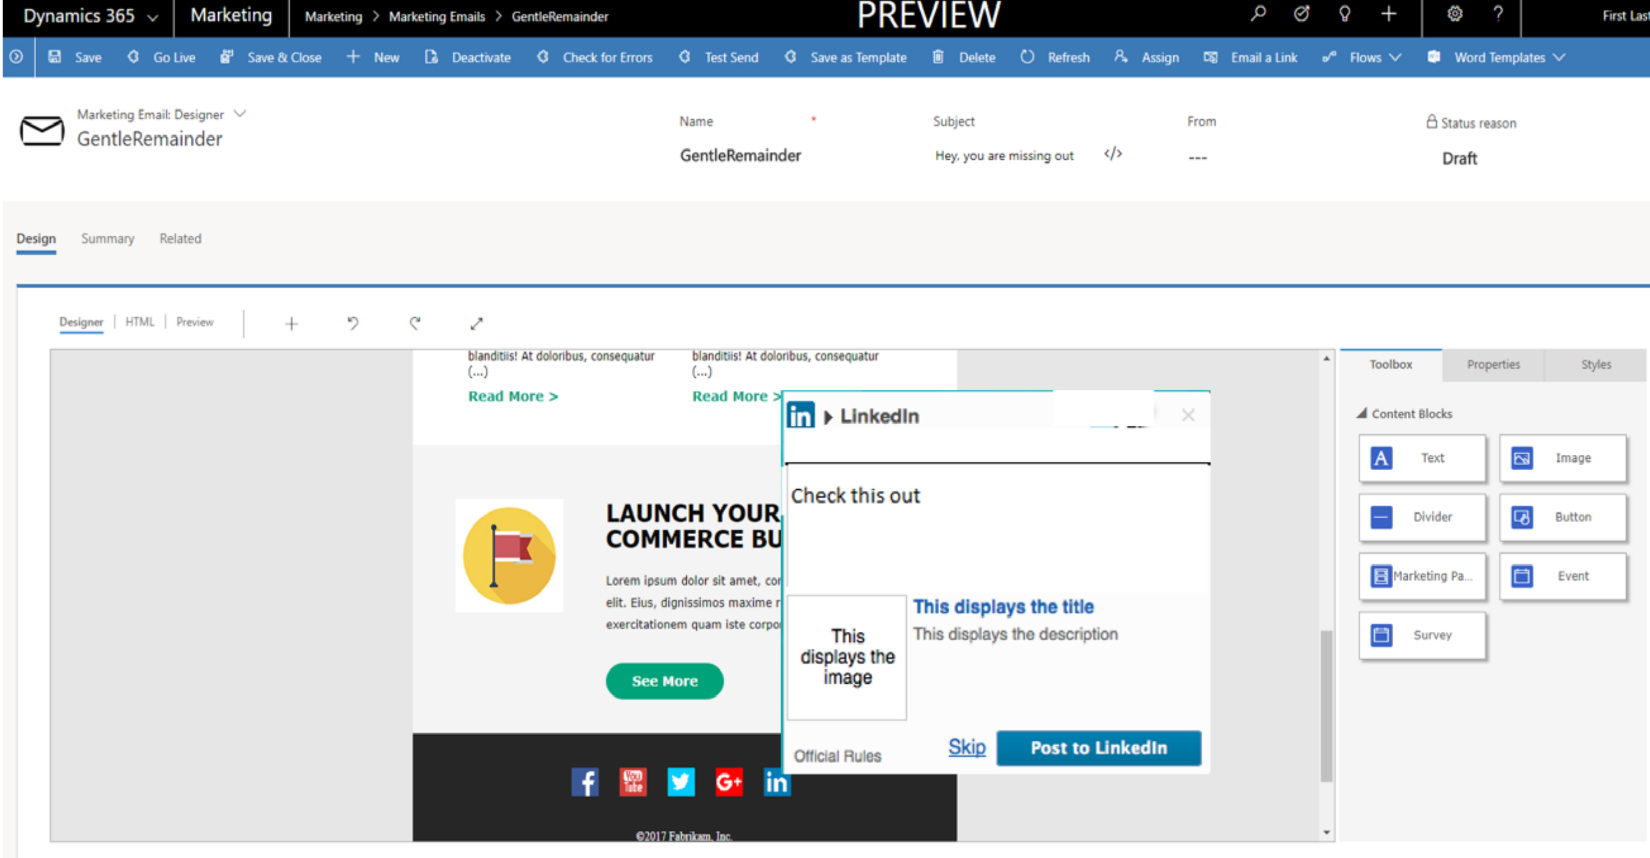 Dynamics 365 Marketing Marketing > Marketing Emails > GentleRemainder PREVIEW + ? First Las
Save Go Live Save & Close + New Deactivate Check for Errors Test Send Save as Template Delete Refresh Assign Email a Link Flows Word Templates
Marketing Email: Designer
GentleRemainder
Name *
GentleRemainder
Subject
Hey, you are missing out </>
From
---
Status reason
Draft
Design Summary Related
Designer | HTML | Preview
blanditiis! At doloribus, consequatur
(...)
Read More >
blanditiis! At doloribus, consequatur
(...)
Read More >
LAUNCH YOUR
COMMERCE BU
Lorem ipsum dolor sit amet, cor
elit. Eius, dignissimos maxime r
exercitationem quam iste corpo
See More
f You Tube G+ in
©2017 Fabrikam, Inc.
in LinkedIn
Check this out
This
displays the
image
This displays the title
This displays the description
Official Rules Skip Post to LinkedIn
Toolbox Properties Styles
Content Blocks
A Text Image
Divider Button
Marketing Pa... Event
Survey